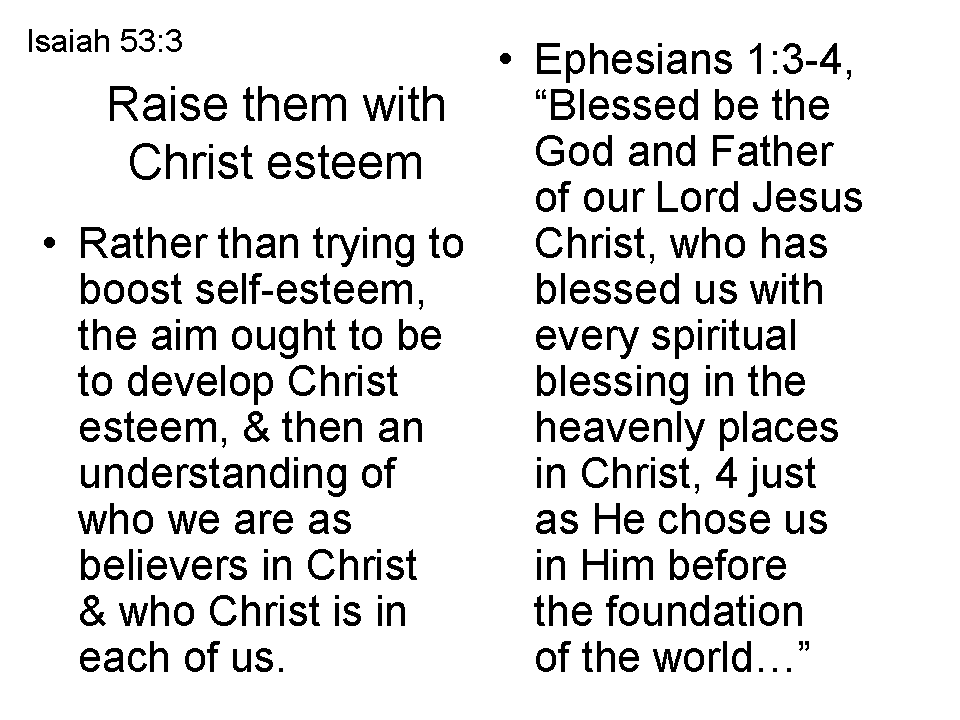 Isaiah 53:3
Raise them with
Christ esteem
• Rather than trying to
boost self-esteem,
the aim ought to be
to develop Christ
esteem, & then an
understanding of
who we are as
believers in Christ
& who Christ is in
each of us.
• Ephesians 1:3-4,
“Blessed be the
God and Father
of our Lord Jesus
Christ, who has
blessed us with
every spiritual
blessing in the
heavenly places
in Christ, 4 just
as He chose us
in Him before
the foundation
of the world…”